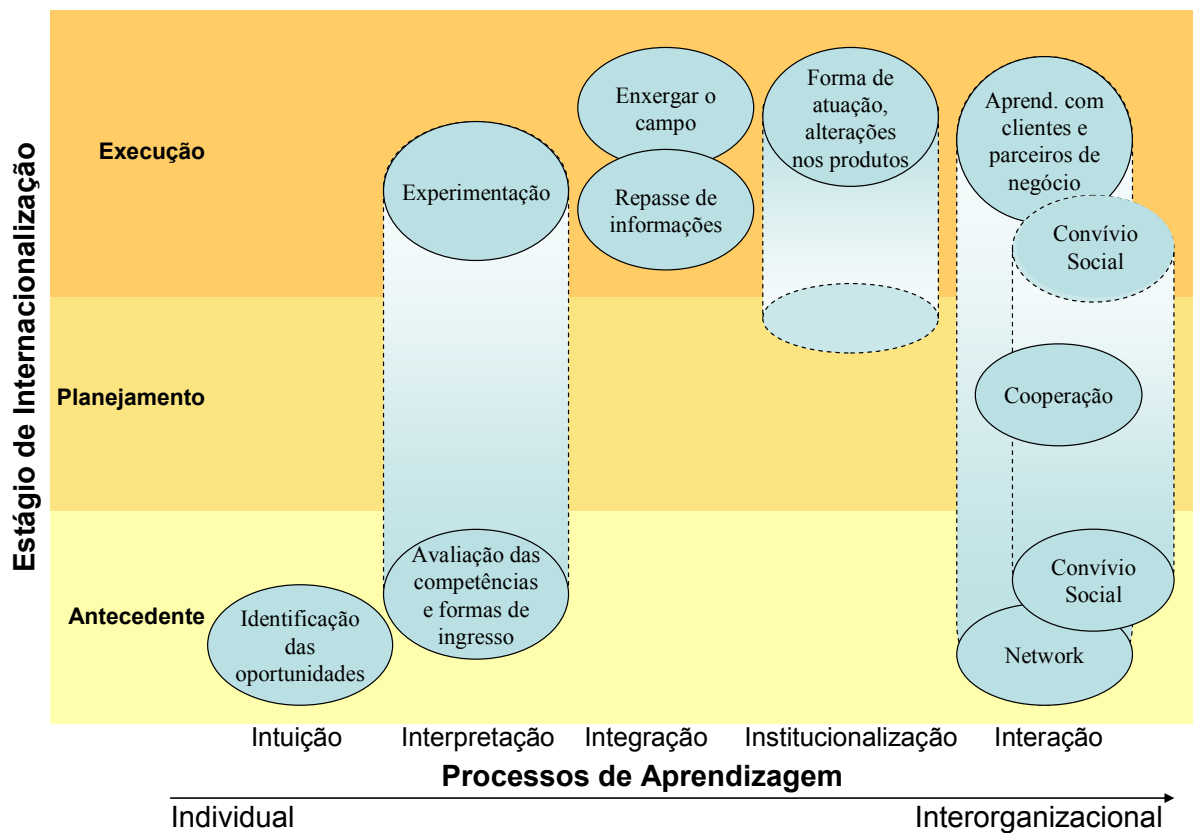 Estágio de Internacionalização
Execução
Planejamento
Antecedente
Enxergar o
campo
Forma de
atuação,
alterações
nos produtos
Aprend. com
clientes e
parceiros de
negócio
Experimentação
Repasse de
informações
Convívio
Social
Cooperação
Avaliação das
competências
e formas de
ingresso
Convívio
Social
Identificação
das
oportunidades
Network
Intuição Interpretação Integração Institucionalização Interação
Processos de Aprendizagem
Individual Interorganizacional